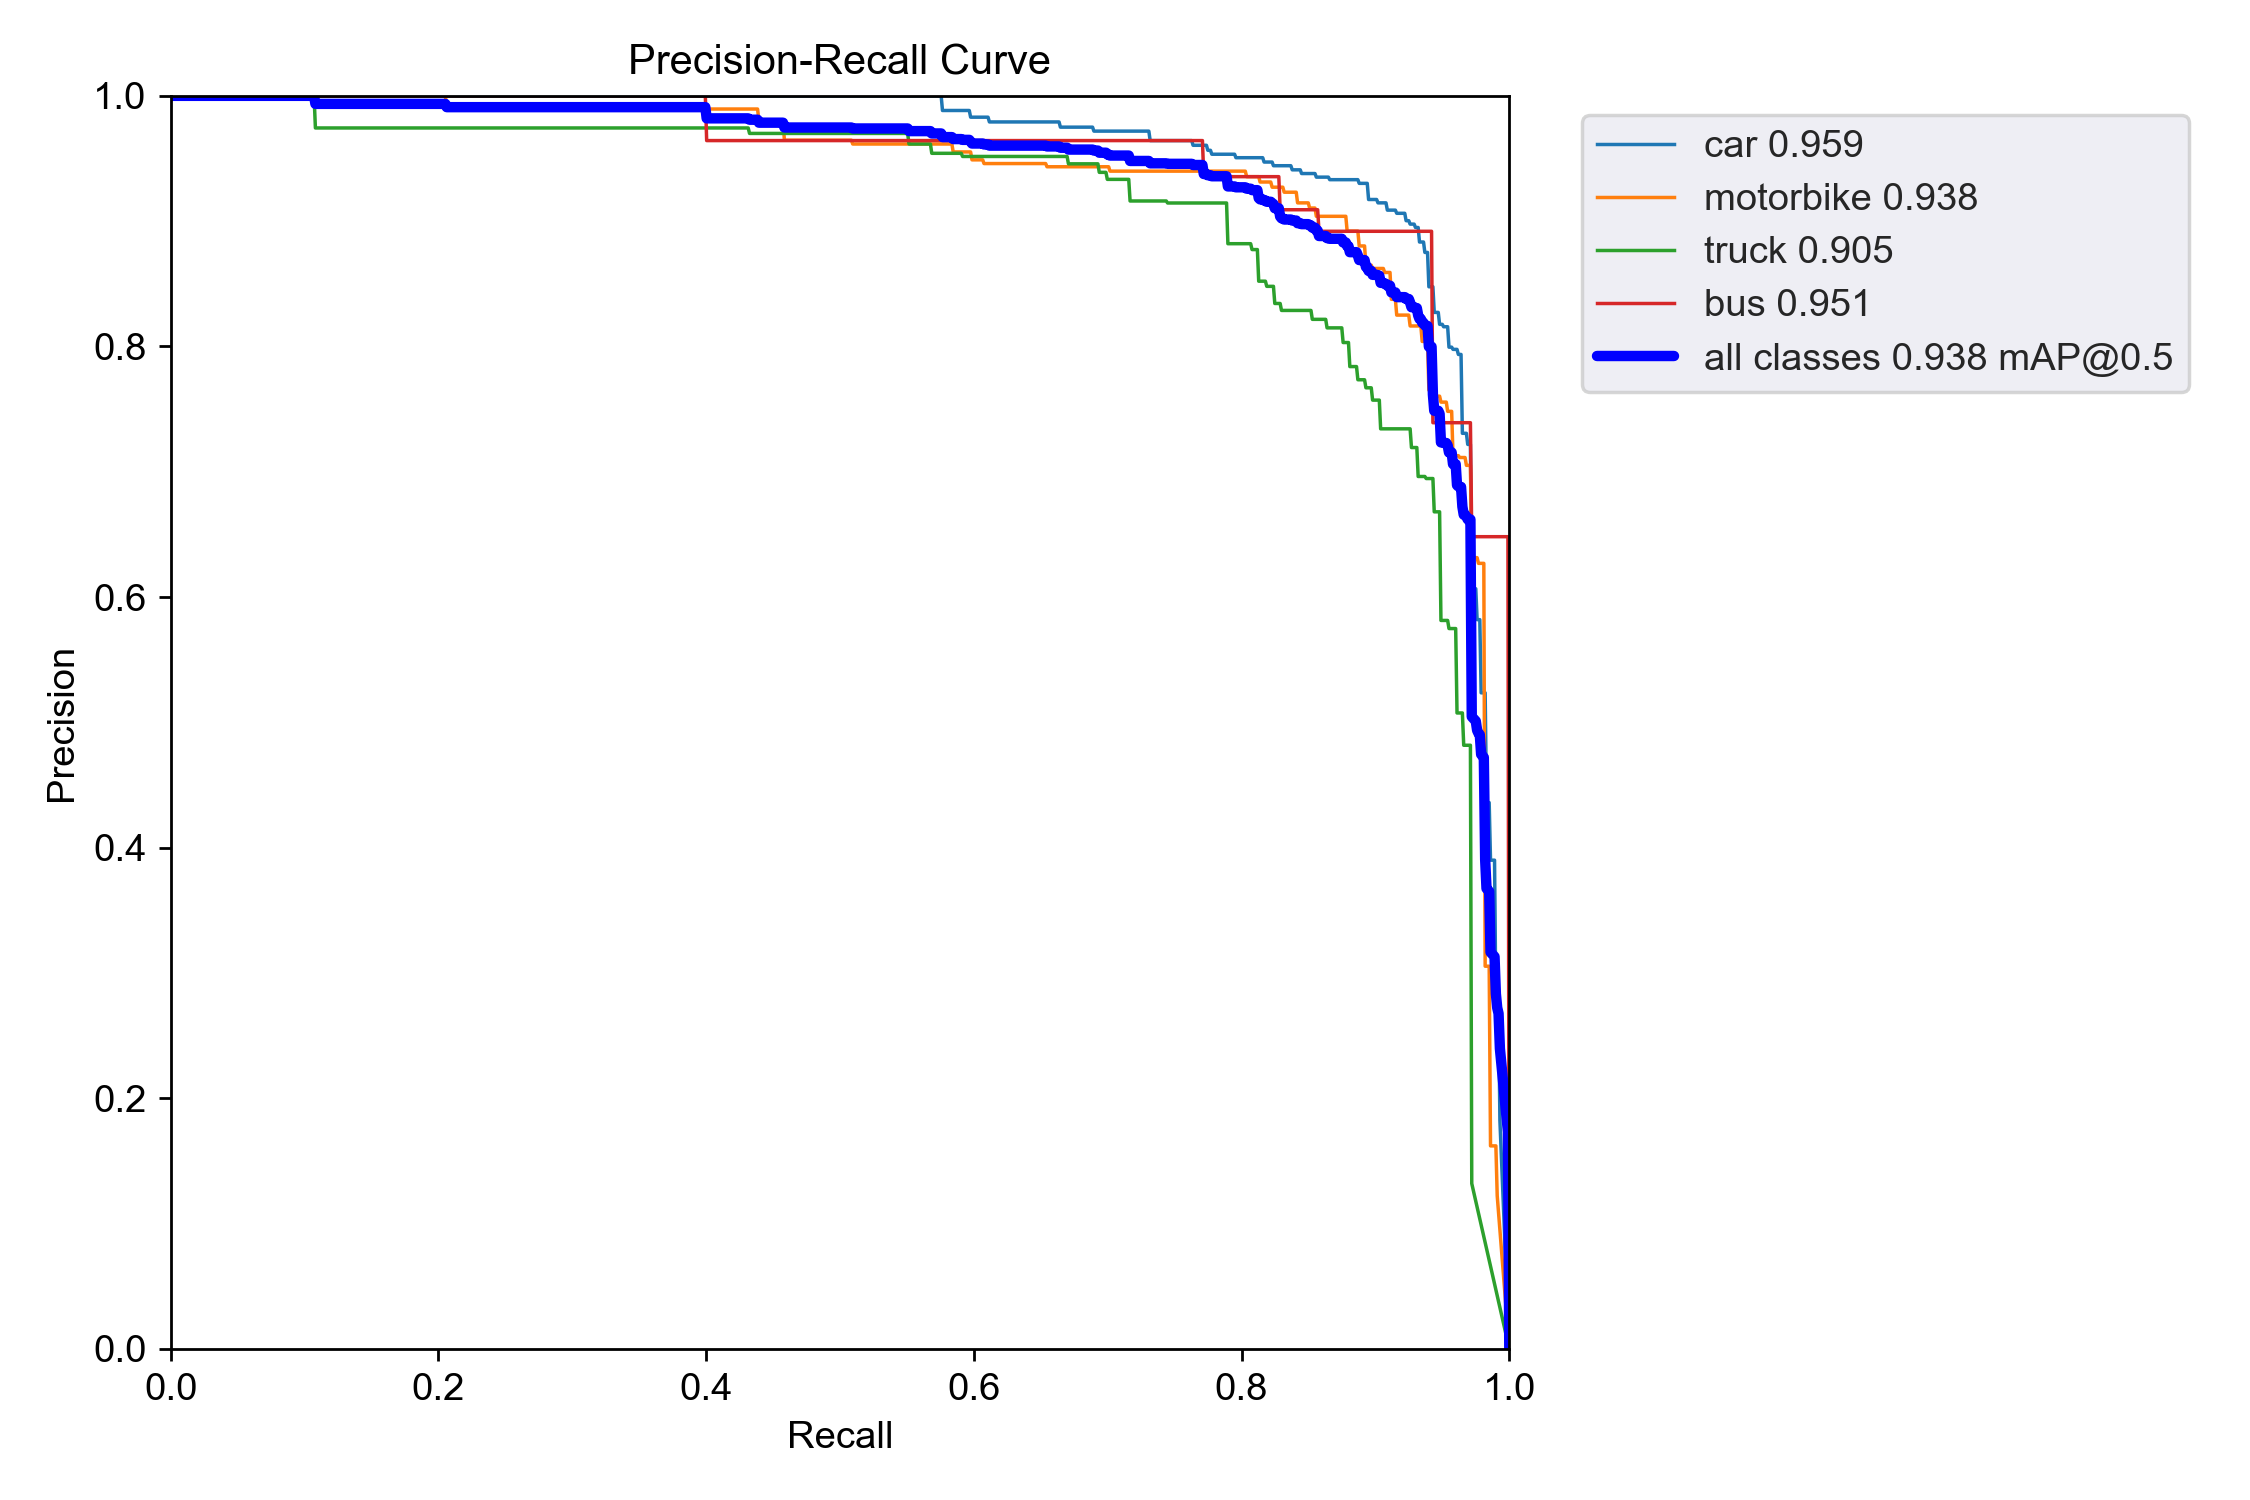 Precision-Recall Curve
1.0
0.8
0.6
0.4
0.2
0.0
Precision
0.0 0.2 0.4 0.6 0.8 1.0
Recall
car 0.959
motorbike 0.938
truck 0.905
bus 0.951
all classes 0.938 mAP@0.5